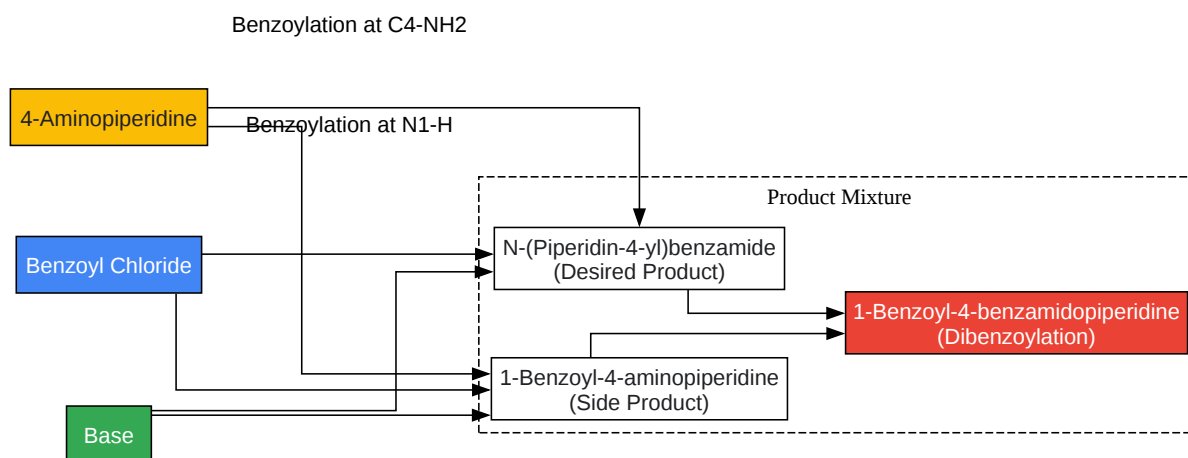 Benzoylation at C4-NH2
4-Aminopiperidine
Benzoylation at N1-H
Product Mixture
N-(Piperidin-4-yl)benzamide
(Desired Product)
Benzoyl Chloride
1-Benzoyl-4-benzamidopiperidine
(Dibenzoylation)
1-Benzoyl-4-aminopiperidine
(Side Product)
Base